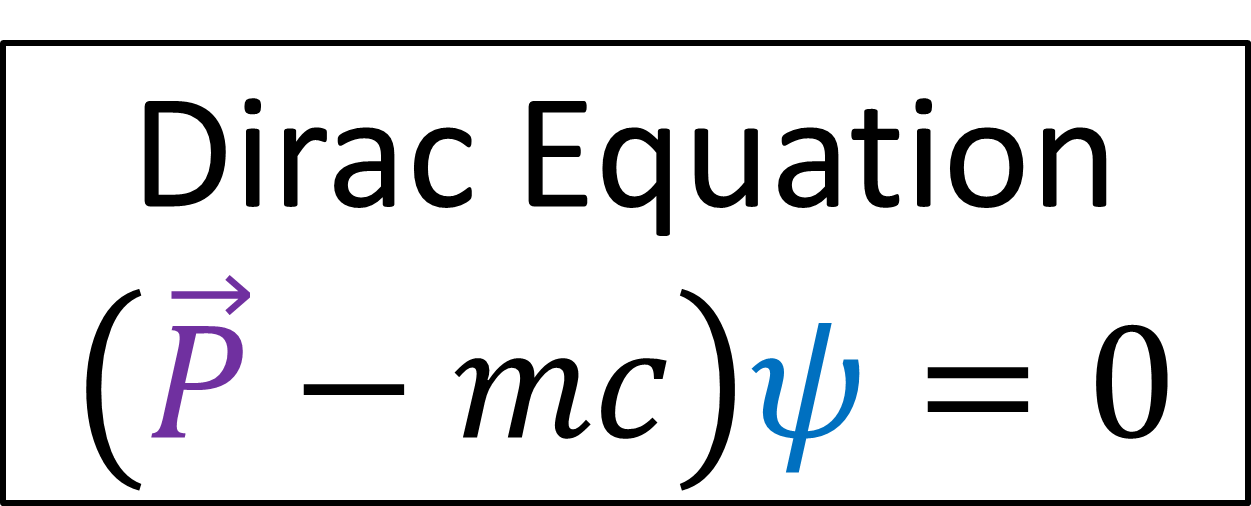 Dirac Equation
(P⃗ − mc)ψ = 0